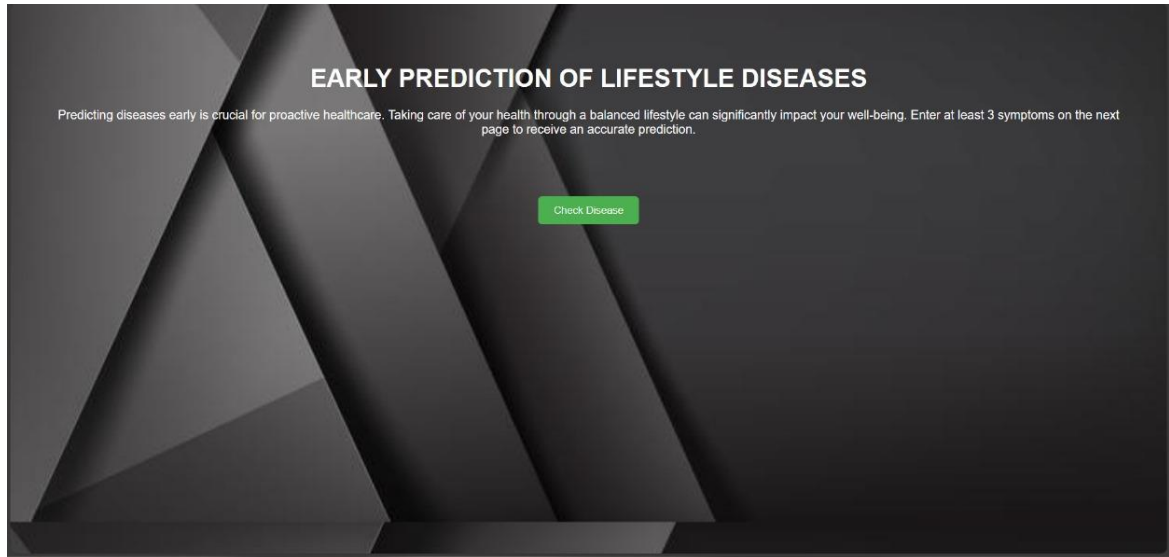 EARLY PREDICTION OF LIFESTYLE DISEASES
Predicting diseases early is crucial for proactive healthcare. Taking care of your health through a balanced lifestyle can significantly impact your well-being. Enter at least 3 symptoms on the next
page to receive an accurate prediction.
Check Disease